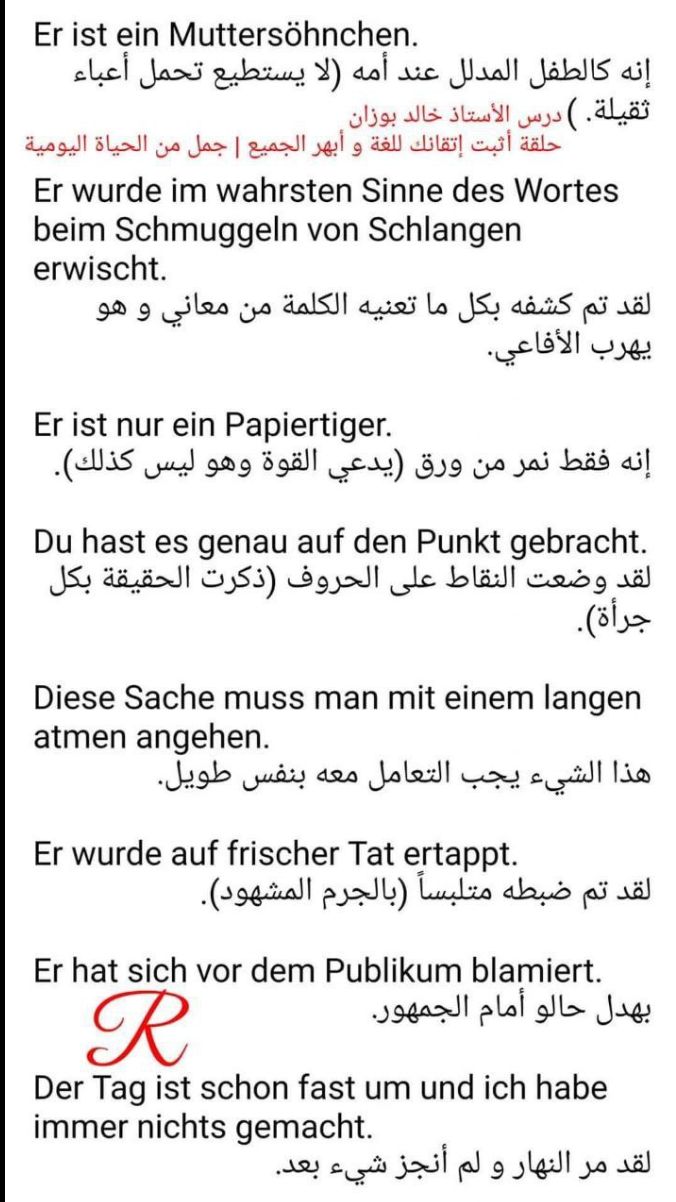 Er ist ein Muttersöhnchen.
إنه كالطفل المدلل عند أمه (لا يستطيع تحمل أعباء
ثقيلة. ) درس الأستاذ خالد بوزان
حلقة أثبت إتقانك للغة و أبهر الجميع | جمل من الحياة اليومية
Er wurde im wahrsten Sinne des Wortes
beim Schmuggeln von Schlangen
erwischt.
لقد تم كشفه بكل ما تعنيه الكلمة من معاني و هو
يهرب الأفاعي.
Er ist nur ein Papiertiger.
إنه فقط نمر من ورق (يدعي القوة وهو ليس كذلك).
Du hast es genau auf den Punkt gebracht.
لقد وضعت النقاط على الحروف (ذكرت الحقيقة بكل
جرأة).
Diese Sache muss man mit einem langen
atmen angehen.
هذا الشيء يجب التعامل معه بنفس طويل.
Er wurde auf frischer Tat ertappt.
لقد تم ضبطه متلبساً (بالجرم المشهود).
Er hat sich vor dem Publikum blamiert.
بهدل حالو أمام الجمهور.
R
Der Tag ist schon fast um und ich habe
immer nichts gemacht.
لقد مر النهار و لم أنجز شيء بعد.